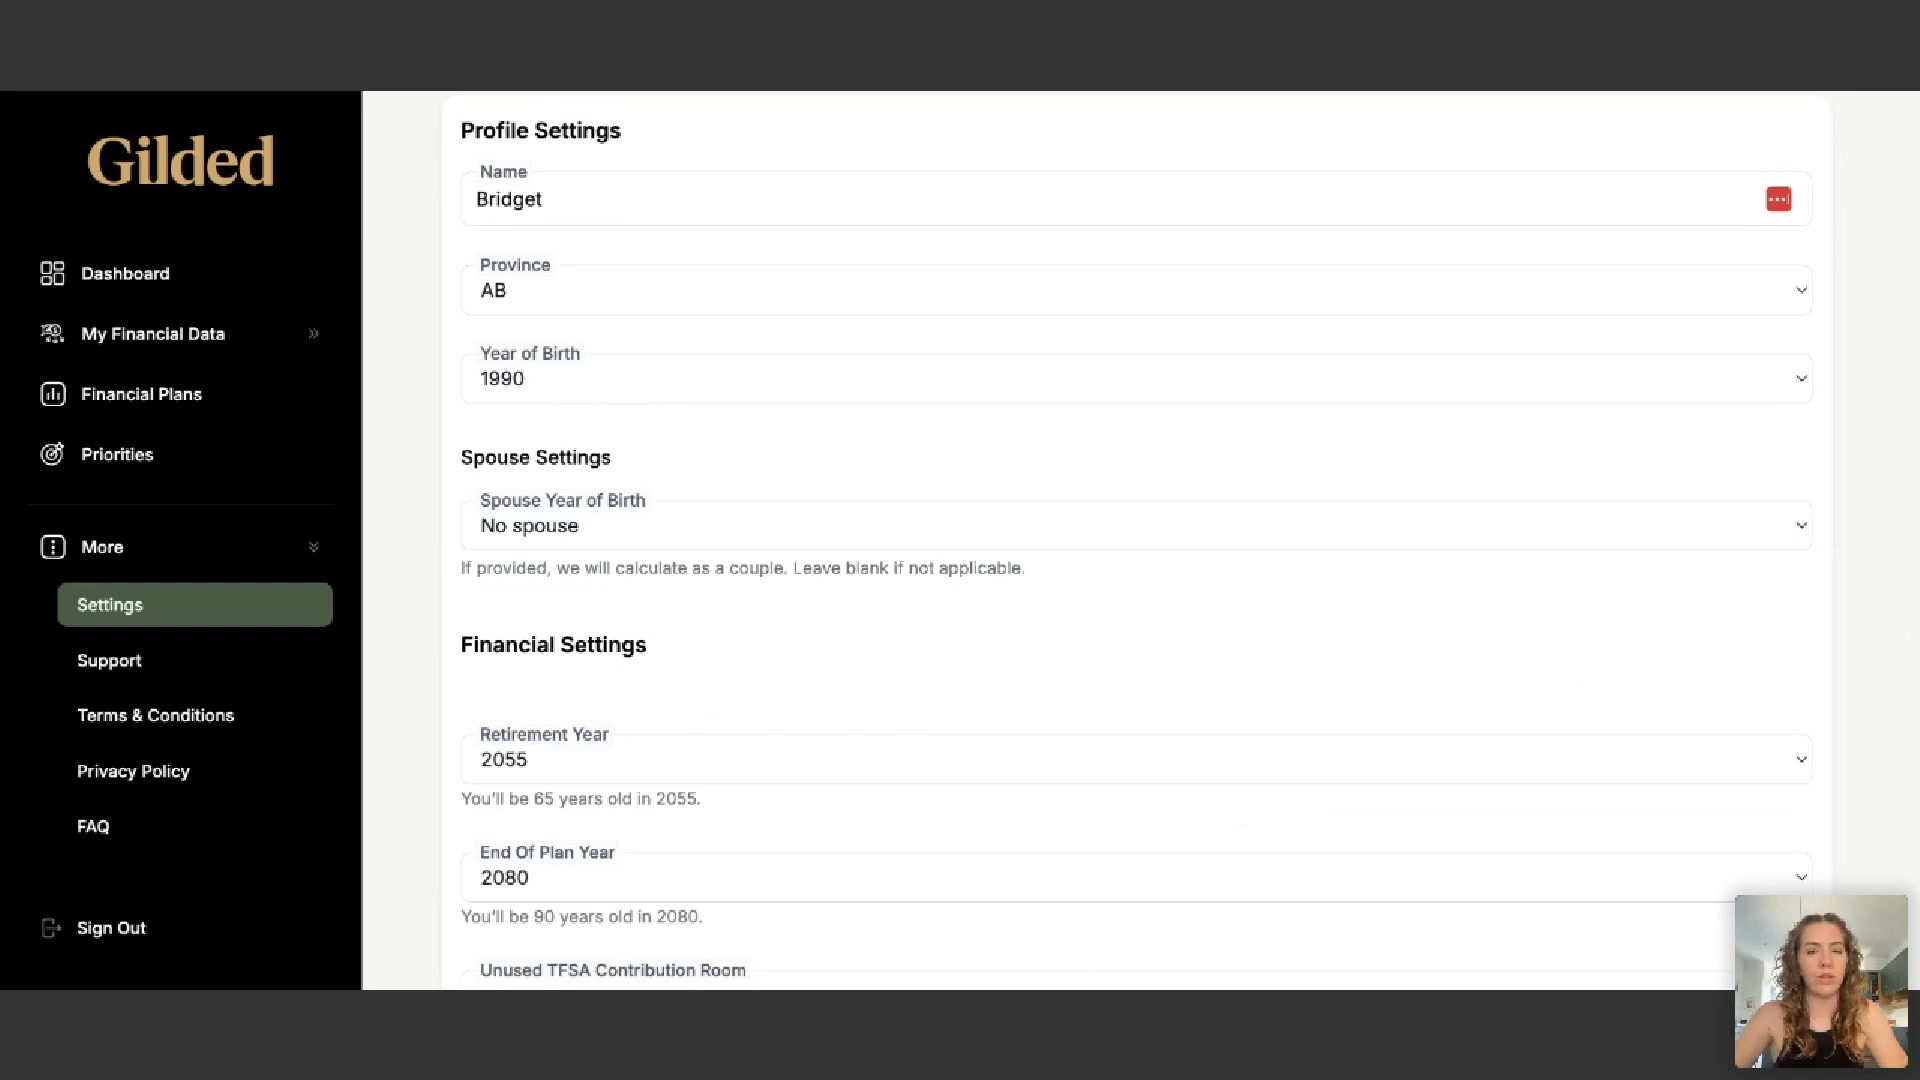 Gilded
Dashboard
My Financial Data
Financial Plans
Priorities
More
Settings
Support
Terms & Conditions
Privacy Policy
FAQ
Sign Out
Profile Settings
Name
Bridget
Province
AB
Year of Birth
1990
Spouse Settings
Spouse Year of Birth
No spouse
If provided, we will calculate as a couple. Leave blank if not applicable.
Financial Settings
Retirement Year
2055
You'll be 65 years old in 2055.
End Of Plan Year
2080
You'll be 90 years old in 2080.
Unused TFSA Contribution Room